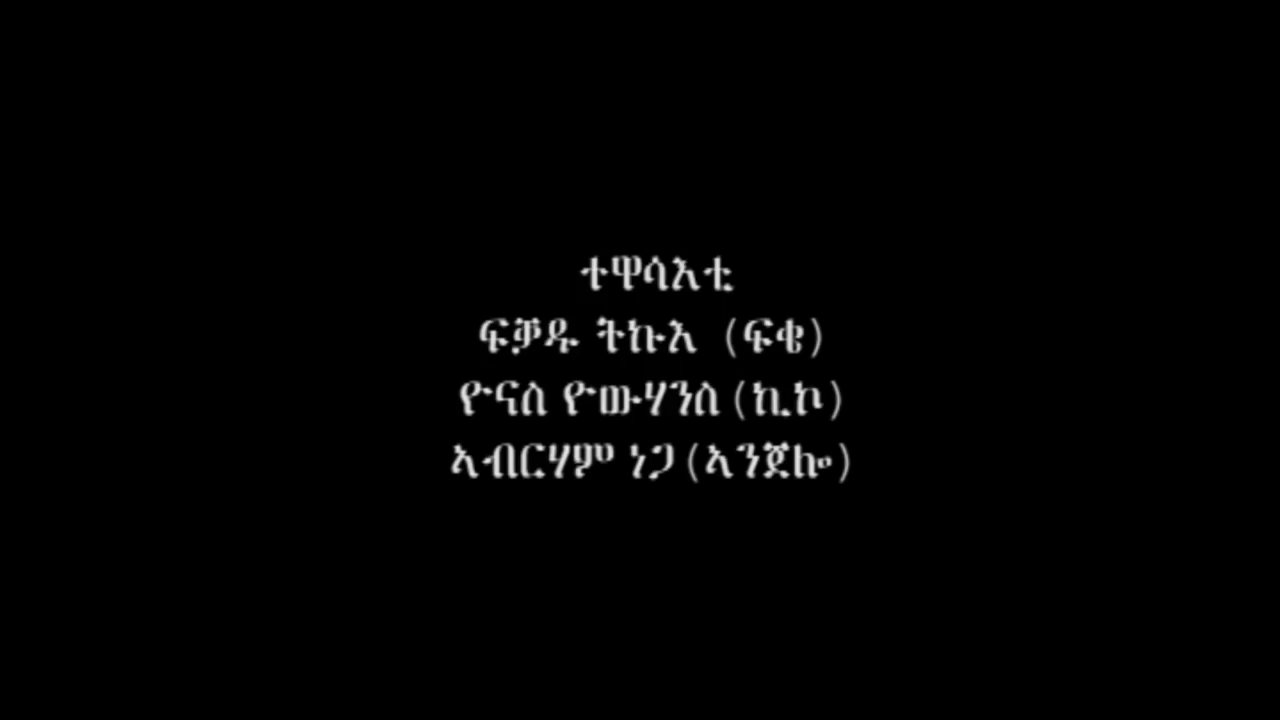 ተዋሳእቲ
ፍቓዱ ትኩእ (ፍቄ)
ዮናስ ዮውሃንስ (ኪኮ)
ኣብርሃም ነጋ (ኣንጀሎ)